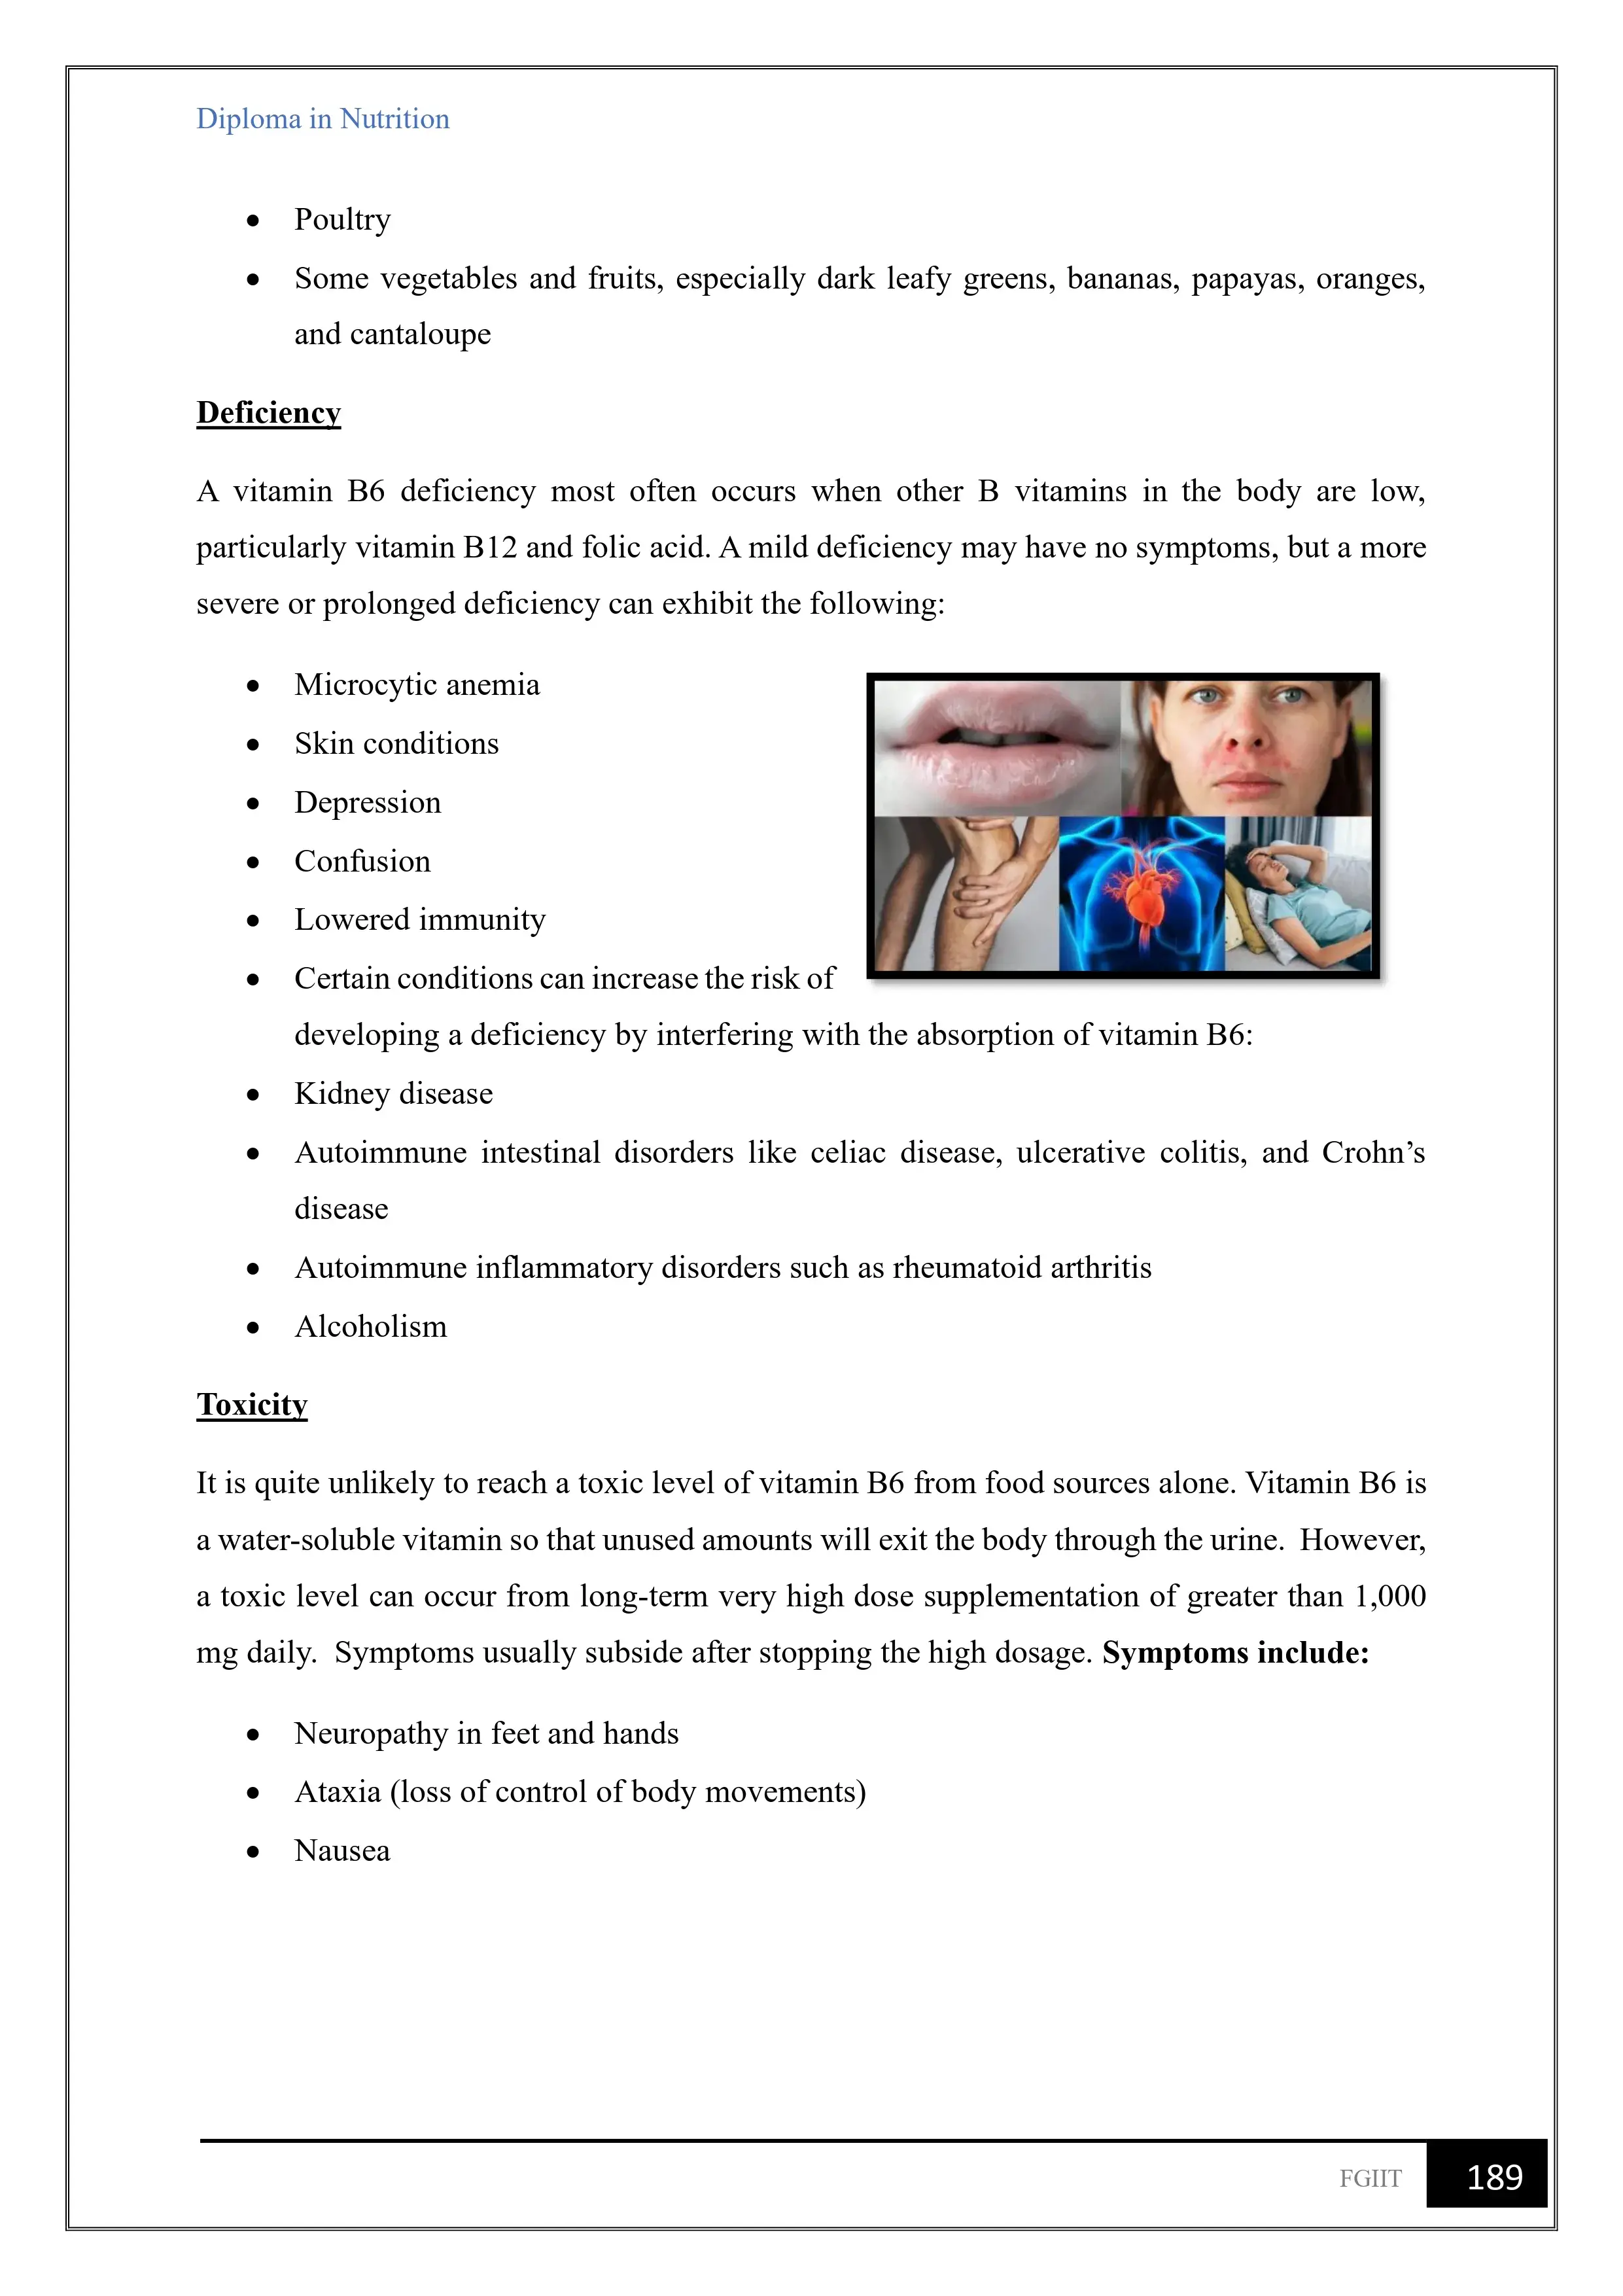 Diploma in Nutrition
• Poultry
• Some vegetables and fruits, especially dark leafy greens, bananas, papayas, oranges,
and cantaloupe
Deficiency
A vitamin B6 deficiency most often occurs when other B vitamins in the body are low,
particularly vitamin B12 and folic acid. A mild deficiency may have no symptoms, but a more
severe or prolonged deficiency can exhibit the following:
• Microcytic anemia
• Skin conditions
• Depression
• Confusion
• Lowered immunity
• Certain conditions can increase the risk of
developing a deficiency by interfering with the absorption of vitamin B6:
• Kidney disease
• Autoimmune intestinal disorders like celiac disease, ulcerative colitis, and Crohn’s
disease
• Autoimmune inflammatory disorders such as rheumatoid arthritis
• Alcoholism
Toxicity
It is quite unlikely to reach a toxic level of vitamin B6 from food sources alone. Vitamin B6 is
a water-soluble vitamin so that unused amounts will exit the body through the urine.  However,
a toxic level can occur from long-term very high dose supplementation of greater than 1,000
mg daily.  Symptoms usually subside after stopping the high dosage. Symptoms include:
• Neuropathy in feet and hands
• Ataxia (loss of control of body movements)
• Nausea
FGIIT 189